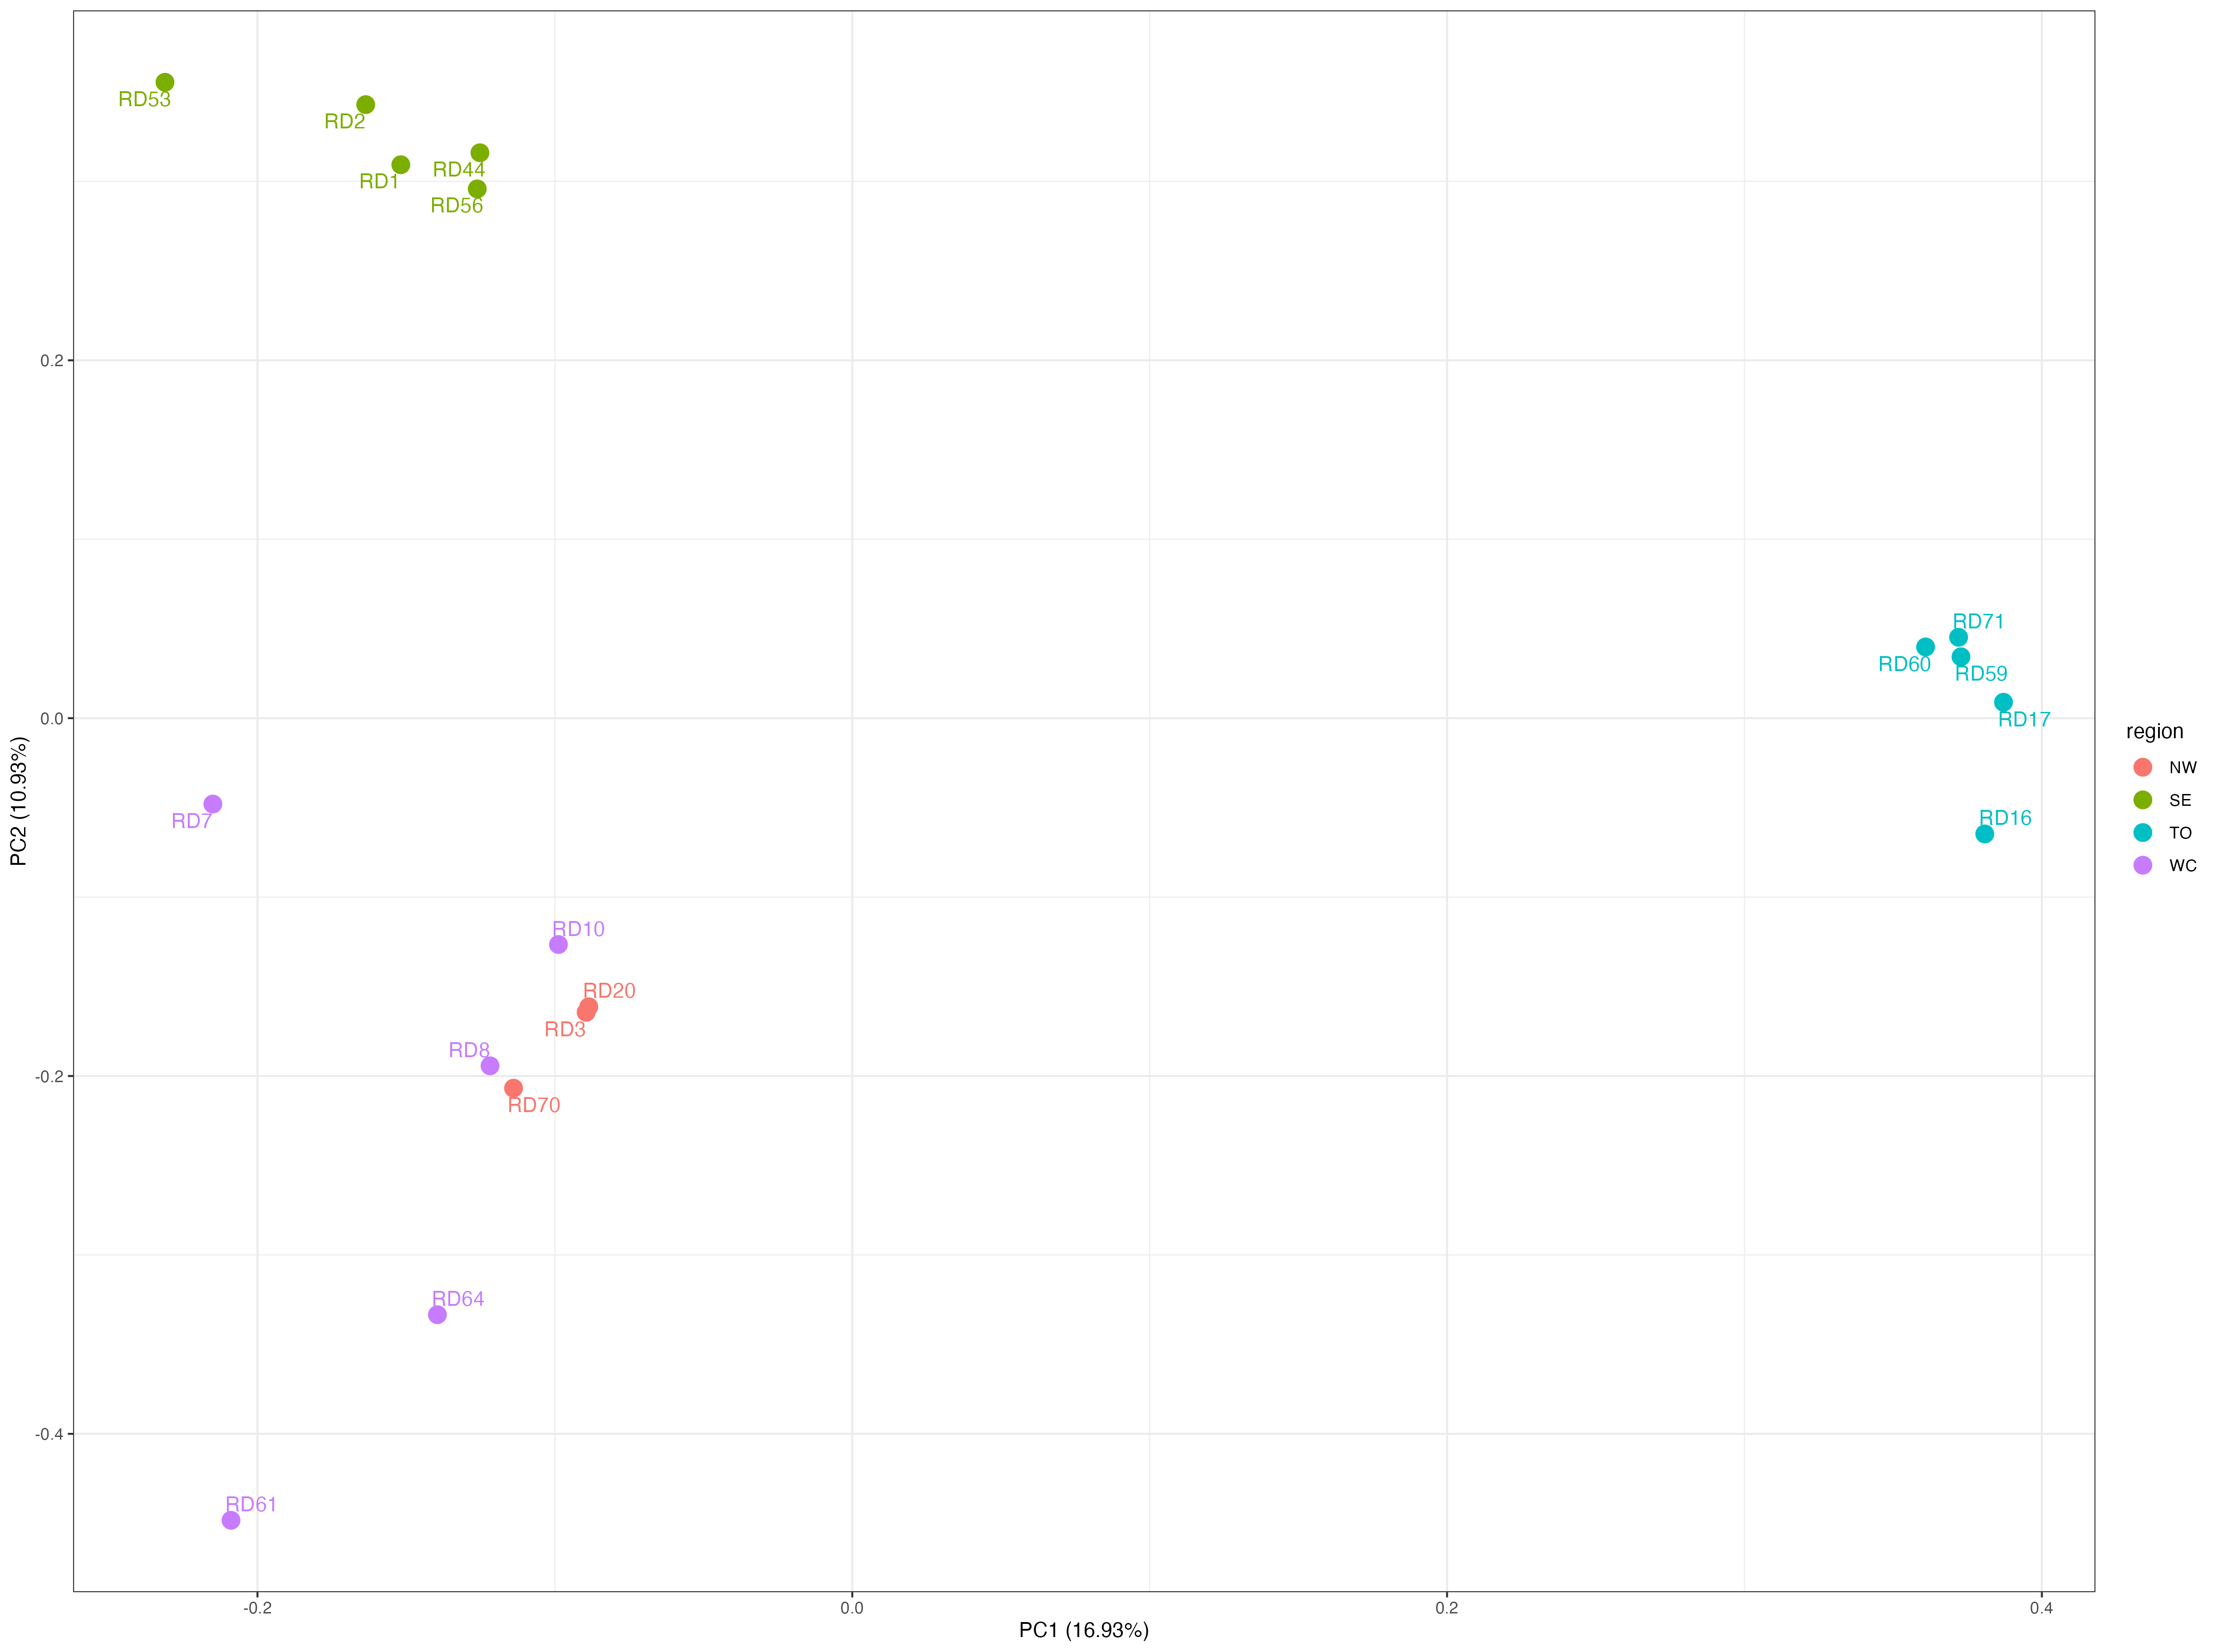 RD53
RD2
RD44
RD1
RD56
0.2
RD71
RD60
RD59
0.0
RD17
region
NW
PC2 (10.93%)
SE
RD7
RD16
TO
WC
RD10
RD20
RD3
RD8
-0.2
RD70
RD64
-0.4
RD61
-0.2
0.0
0.2
0.4
PC1 (16.93%)